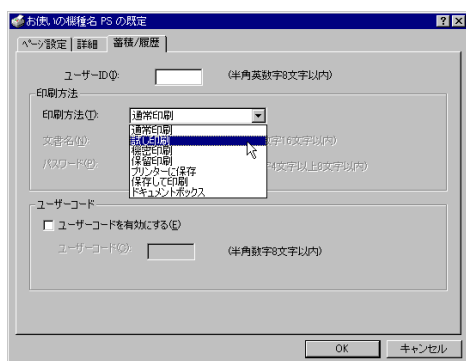 お使いの機種名 PS の既定
ページ設定 詳細 蓄積/履歴
ユーザーID(I): (半角英数字8文字以内)
印刷方法
印刷方法(T): 通常印刷
通常印刷
試し印刷
機密印刷
保留印刷
プリンターに保存
保存して印刷
ドキュメントボックス
文書名(N): 字16文字以内)
パスワード(P): 字4文字以上8文字以内)
ユーザーコード
ユーザーコードを有効にする(E)
ユーザーコード(C): (半角数字8文字以内)
OK キャンセル